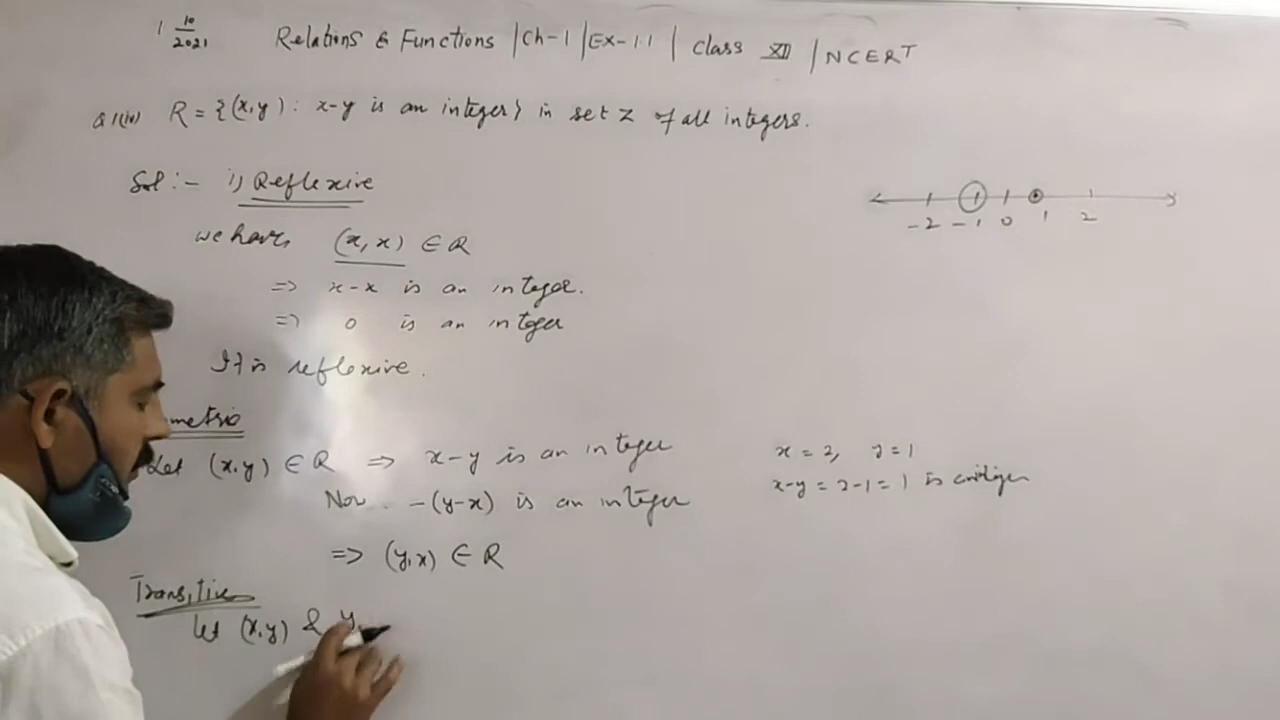 1 10/2021
Relations & Functions | Ch-1 | Ex-1.1 | Class XII | NCERT
Q1(iv) R = {(x,y) : x-y is an integer} in set Z of all integers.
Sol :- i) Reflexive
we have (x,x) ∈ R
=> x-x is an integer.
=> 0 is an integer
It is reflexive.
-2 -1 0 1 2
metric
Let (x,y) ∈ R => x-y is an integer
Now -(y-x) is an integer
=> (y,x) ∈ R
x = 2, y = 1
x-y = 2-1 = 1 is an integer
Transitive
let (x,y) & y,